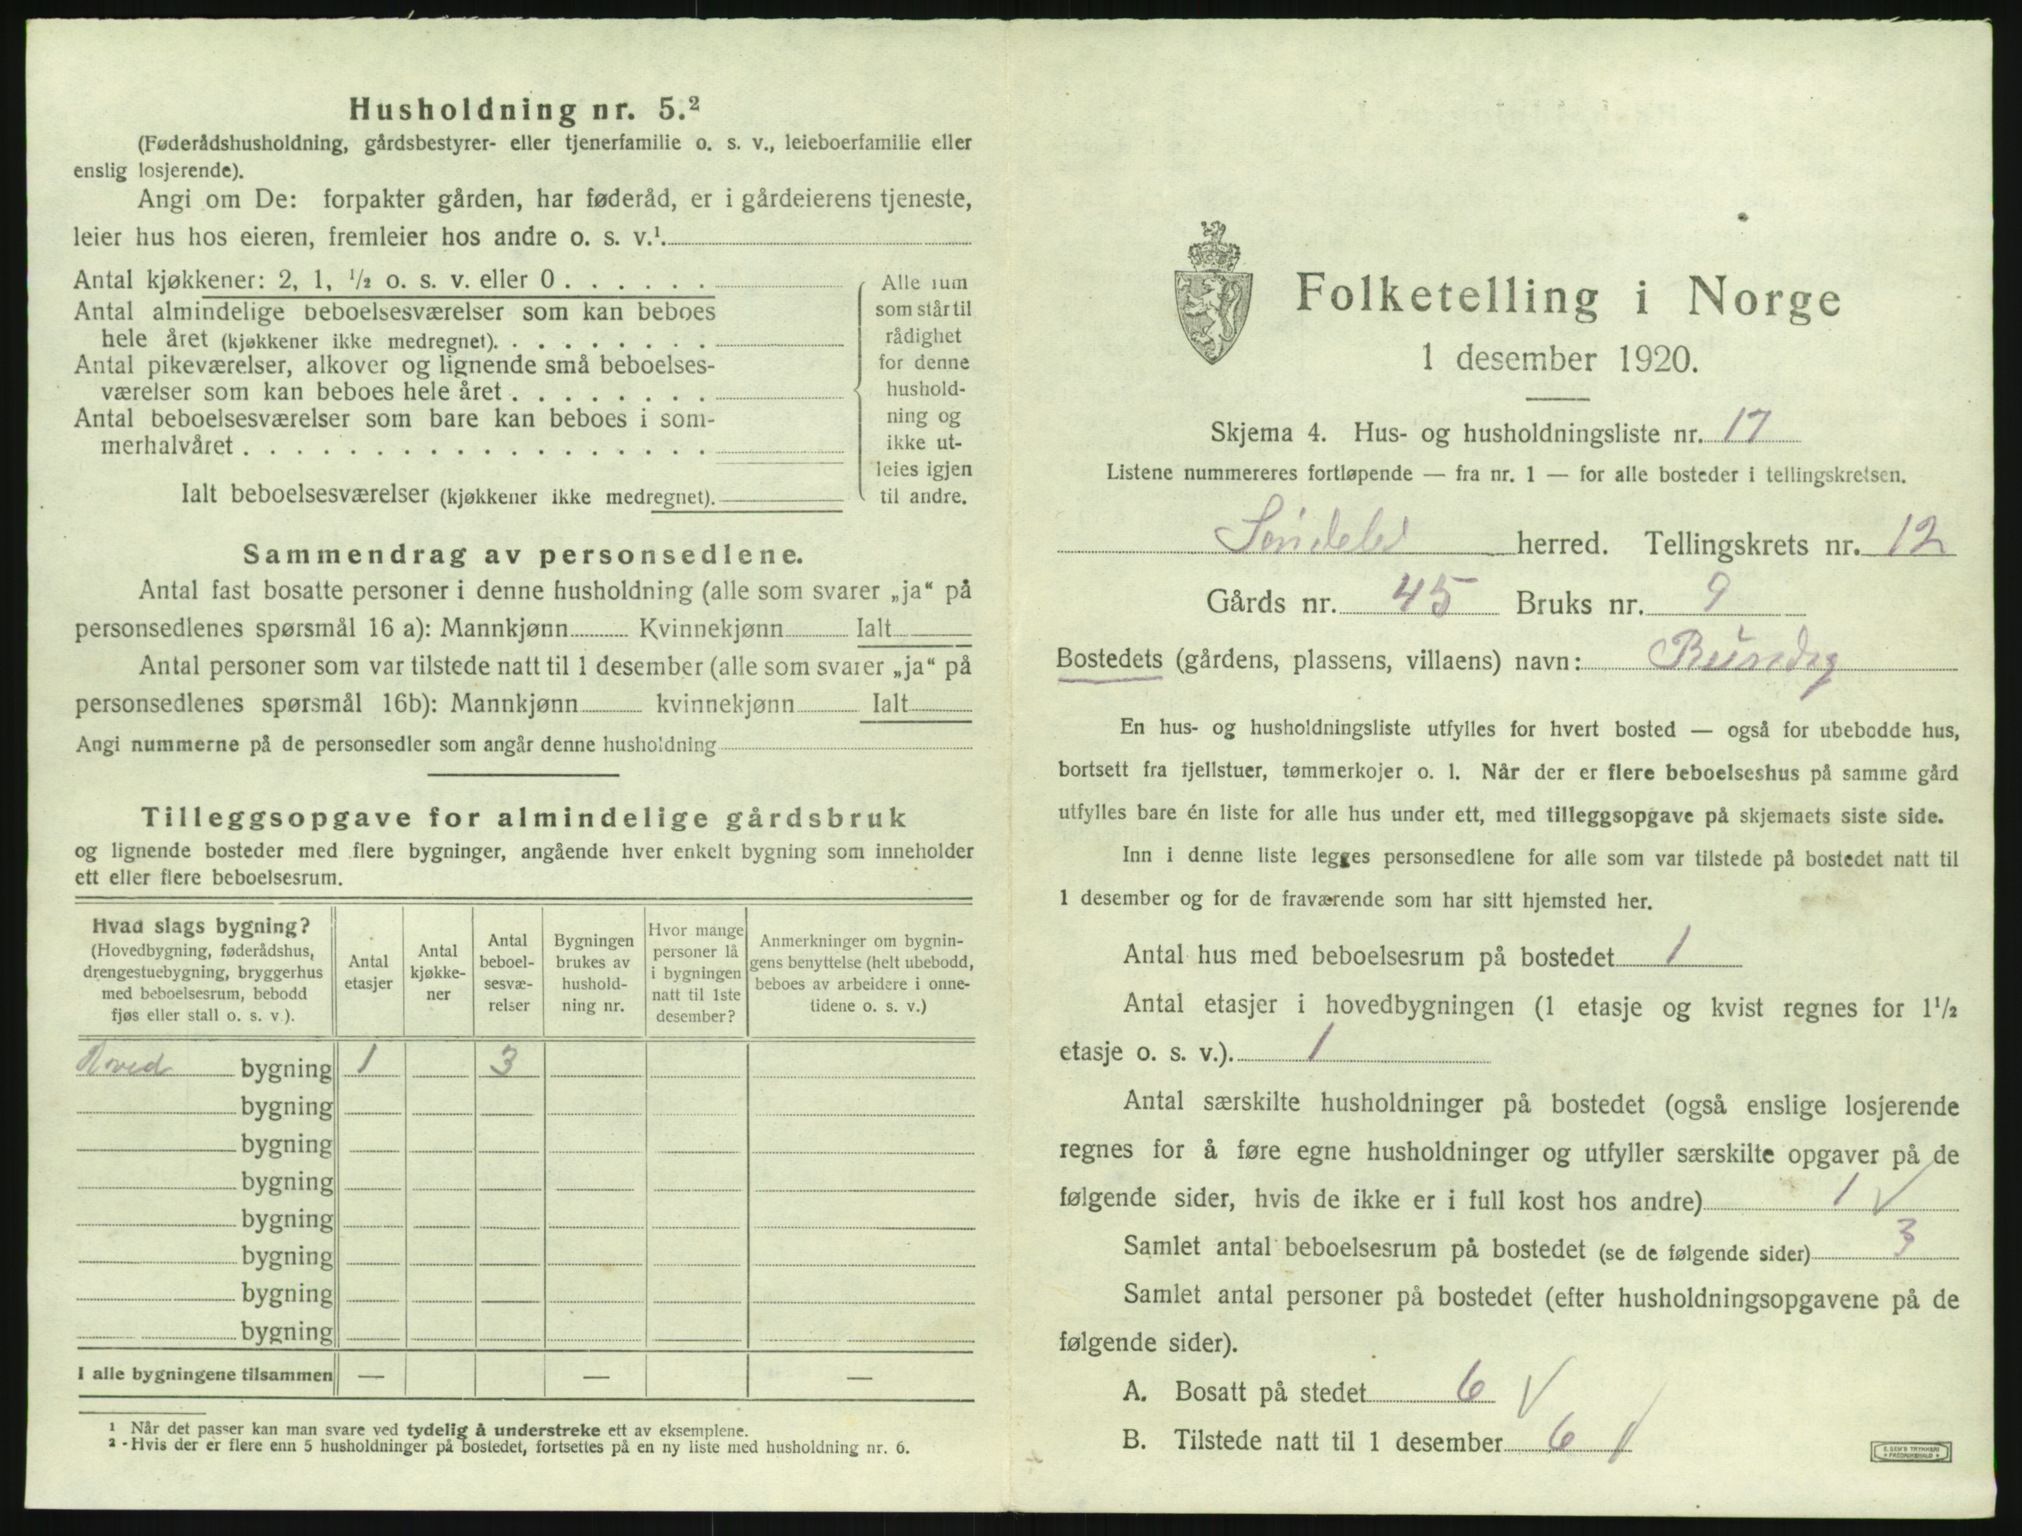 Husholdning nr. 5.²
(Føderådshusholdning, gårdsbestyrer- eller tjenerfamilie o. s. v., leieboerfamilie eller
enslig losjerende).
Angi om De: forpakter gården, har føderåd, er i gårdeierens tjeneste,
leier hus hos eieren, fremleier hos andre o. s. v.¹
Antal kjøkkener: 2, 1, ½ o. s. v. eller 0 . . . . . .
Antal almindelige beboelsesværelser som kan beboes
hele året (kjøkkener ikke medregnet). . . . . . . . .
Antal pikeværelser, alkover og lignende små beboelses-
værelser som kan beboes hele året . . . . . . . .
Antal beboelsesværelser som bare kan beboes i som-
merhalvåret . . . . . . . . . . . . . . . . . .
Ialt beboelsesværelser (kjøkkener ikke medregnet).
Alle rum
som står til
rådighet
for denne
hushold-
ning og
ikke ut-
leies igjen
til andre.
Sammendrag av personsedlene.
Antal fast bosatte personer i denne husholdning (alle som svarer „ja“ på
personsedlenes spørsmål 16 a): Mannkjønn Kvinnekjønn Ialt
Antal personer som var tilstede natt til 1 desember (alle som svarer „ja“ på
personsedlenes spørsmål 16b): Mannkjønn kvinnekjønn Ialt
Angi nummerne på de personsedler som angår denne husholdning
Tilleggsopgave for almindelige gårdsbruk
og lignende bosteder med flere bygninger, angående hver enkelt bygning som inneholder
ett eller flere beboelsesrum.
Hvad slags bygning?
(Hovedbygning, føderådshus,
drengestuebygning, bryggerhus
med beboelsesrum, bebodd
fjøs eller stall o. s. v ).
Antal
etasjer
Antal
kjøkke-
ner
Antal
beboel-
sesvæ-
relser
Bygningen
brukes av
hushold-
ning nr.
Hvor mange
personer lå
i bygningen
natt til 1ste
desember?
Anmerkninger om bygnin-
gens benyttelse (helt ubebodd,
beboes av arbeidere i onne-
tidene o. s. v.)
Hoved bygning 1 3
bygning
bygning
bygning
bygning
bygning
bygning
bygning
I alle bygningene tilsammen — — —
¹ Når det passer kan man svare ved tydelig å understreke ett av eksemplene.
² Hvis der er flere enn 5 husholdninger på bostedet, fortsettes på en ny liste med husholdning nr. 6.
Folketelling i Norge
1 desember 1920.
Skjema 4. Hus- og husholdningsliste nr. 17
Listene nummereres fortløpende — fra nr. 1 — for alle bosteder i tellingskretsen.
Søndeled herred. Tellingskrets nr. 12
Gårds nr. 45 Bruks nr. 9
Bostedets (gårdens, plassens, villaens) navn:
En hus- og husholdningsliste utfylles for hvert bosted — også for ubebodde hus,
bortsett fra fjellstuer, tømmerkojer o. l. Når der er flere beboelseshus på samme gård
utfylles bare én liste for alle hus under ett, med tilleggsopgave på skjemaets siste side.
Inn i denne liste legges personsedlene for alle som var tilstede på bostedet natt til
1 desember og for de fraværende som har sitt hjemsted her.
Antal hus med beboelsesrum på bostedet 1
Antal etasjer i hovedbygningen (1 etasje og kvist regnes for 1½
etasje o. s. v.). 1
Antal særskilte husholdninger på bostedet (også enslige losjerende
regnes for å føre egne husholdninger og utfyller særskilte opgaver på de
følgende sider, hvis de ikke er i full kost hos andre) 1 ✓
Samlet antal beboelsesrum på bostedet (se de følgende sider) 3
Samlet antal personer på bostedet (efter husholdningsopgavene på de
følgende sider).
A. Bosatt på stedet 6 ✓
B. Tilstede natt til 1 desember 6 ✓